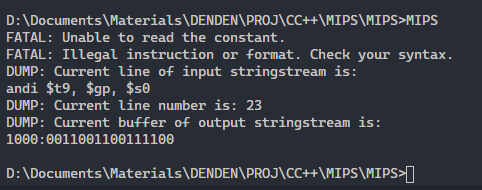 D:\Documents\Materials\DENDEN\PROJ\CC++\MIPS\MIPS>MIPS
FATAL: Unable to read the constant.
FATAL: Illegal instruction or format. Check your syntax.
DUMP: Current line of input stringstream is:
andi $t9, $gp, $s0
DUMP: Current line number is: 23
DUMP: Current buffer of output stringstream is:
1000:0011001100111100
D:\Documents\Materials\DENDEN\PROJ\CC++\MIPS\MIPS>